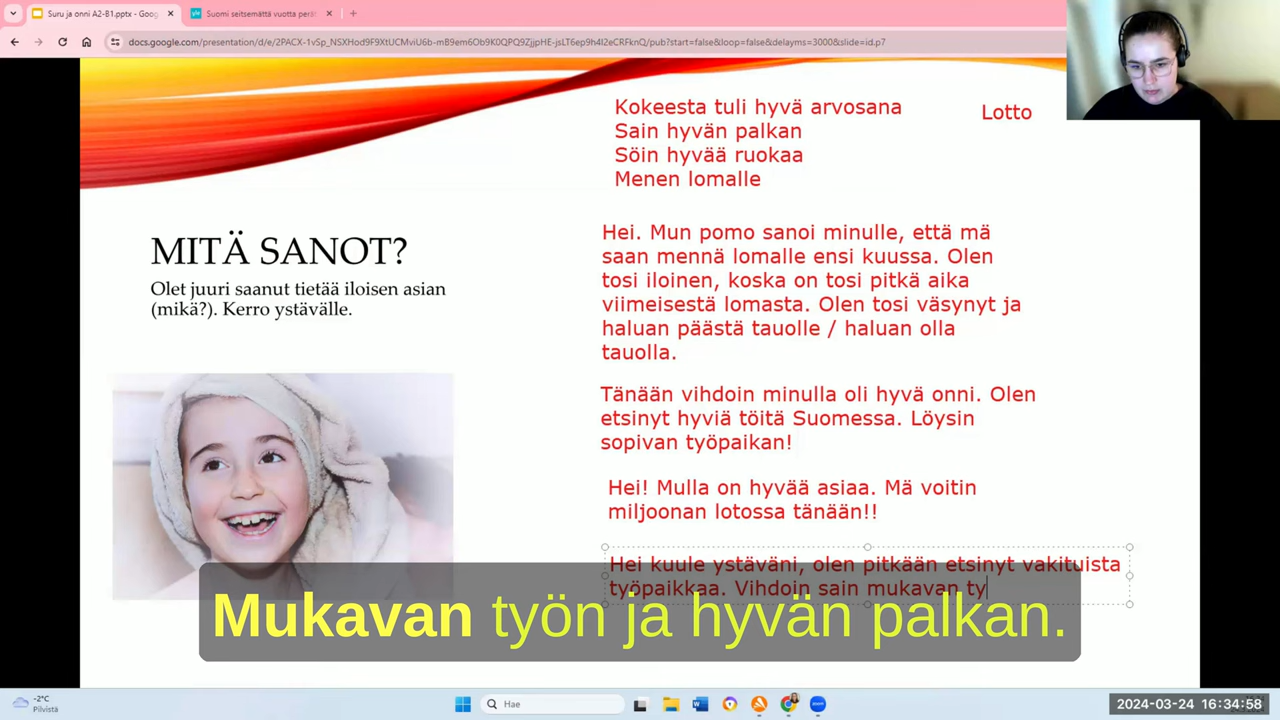 Suru ja onni A2-B1.pptx - Goog
Suomi seitsemättä vuotta perä
docs.google.com/presentation/d/e/2PACX-1vSp_NSXHod9F9XtUCMviU6b-mB9em6Ob9K0QPQ9ZjjpHE-jsLT6ep9h4l2eCRFknQ/pub?start=false&loop=false&delayms=3000&slide=id.p7
Kokeesta tuli hyvä arvosana
Sain hyvän palkan
Söin hyvää ruokaa
Menen lomalle
Lotto
MITÄ SANOT?
Olet juuri saanut tietää iloisen asian
(mikä?). Kerro ystävälle.
Hei. Mun pomo sanoi minulle, että mä
saan mennä lomalle ensi kuussa. Olen
tosi iloinen, koska on tosi pitkä aika
viimeisestä lomasta. Olen tosi väsynyt ja
haluan päästä tauolle / haluan olla
tauolla.
Tänään vihdoin minulla oli hyvä onni. Olen
etsinyt hyviä töitä Suomessa. Löysin
sopivan työpaikan!
Hei! Mulla on hyvää asiaa. Mä voitin
miljoonan lotossa tänään!!
Hei kuule ystäväni, olen pitkään etsinyt vakituista
työpaikkaa. Vihdoin sain mukavan ty
Mukavan työn ja hyvän palkan.
-2°C
Pilvistä
Hae
2024-03-24 16:34:58